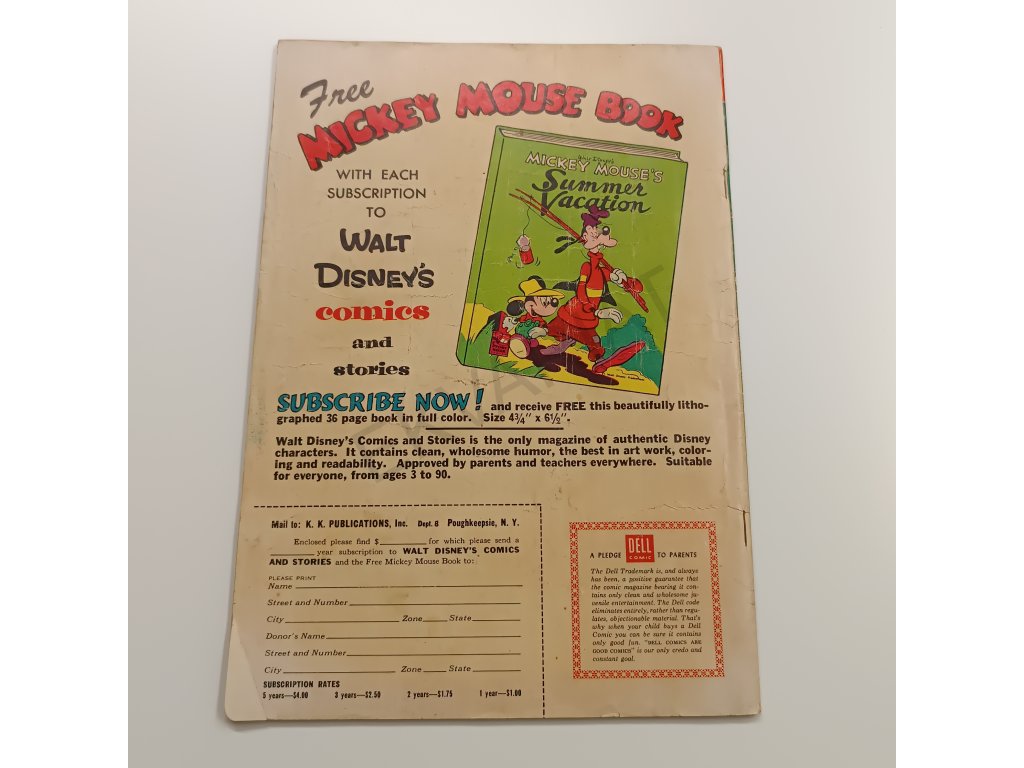 Free
MICKEY MOUSE BOOK
WITH EACH
SUBSCRIPTION
TO
WALT
DISNEY'S
comics
and
stories
Walt Disney's
MICKEY MOUSE'S
Summer
Vacation
SUBSCRIBE NOW! and receive FREE this beautifully litho-
graphed 36 page book in full color. Size 4¾" x 6½".
Walt Disney's Comics and Stories is the only magazine of authentic Disney
characters. It contains clean, wholesome humor, the best in art work, color-
ing and readability. Approved by parents and teachers everywhere. Suitable
for everyone, from ages 3 to 90.
Mail to: K. K. PUBLICATIONS, Inc. Dept. 8 Poughkeepsie, N. Y.
Enclosed please find $ for which please send a
year subscription to WALT DISNEY'S COMICS
AND STORIES and the Free Mickey Mouse Book to:
PLEASE PRINT
Name
Street and Number
City Zone State
Donor's Name
Street and Number
City Zone State
SUBSCRIPTION RATES
5 years—$4.00 3 years—$2.50 2 years—$1.75 1 year—$1.00
A PLEDGE DELL COMIC TO PARENTS
The Dell Trademark is, and always
has been, a positive guarantee that
the comic magazine bearing it con-
tains only clean and wholesome ju-
venile entertainment. The Dell code
eliminates entirely, rather than regu-
lates, objectionable material. That's
why when your child buys a Dell
Comic you can be sure it contains
only good fun. "DELL COMICS ARE
GOOD COMICS" is our only credo and
constant goal.